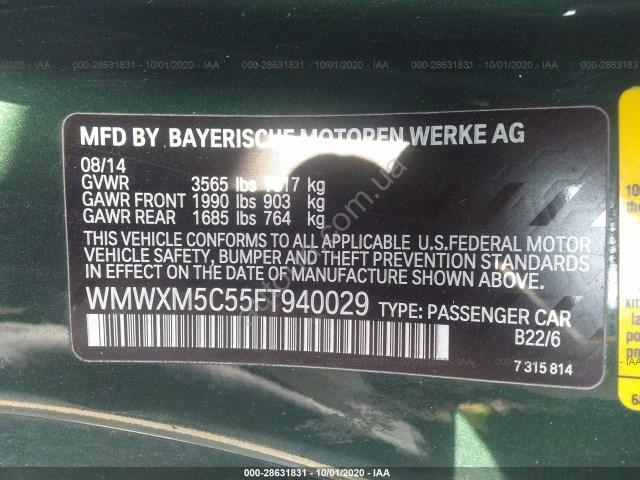 000-28631831 - 10/01/2020 - IAA
MFD BY BAYERISCHE MOTOREN WERKE AG
08/14
GVWR 3565 lbs 1617 kg
GAWR FRONT 1990 lbs 903 kg
GAWR REAR 1685 lbs 764 kg
THIS VEHICLE CONFORMS TO ALL APPLICABLE U.S.FEDERAL MOTOR
VEHICLE SAFETY, BUMPER AND THEFT PREVENTION STANDARDS
IN EFFECT ON THE DATE OF MANUFACTURE SHOWN ABOVE.
WMWXM5C55FT940029 TYPE: PASSENGER CAR
B22/6
7 315 814
000-28631831 - 10/01/2020 - IAA